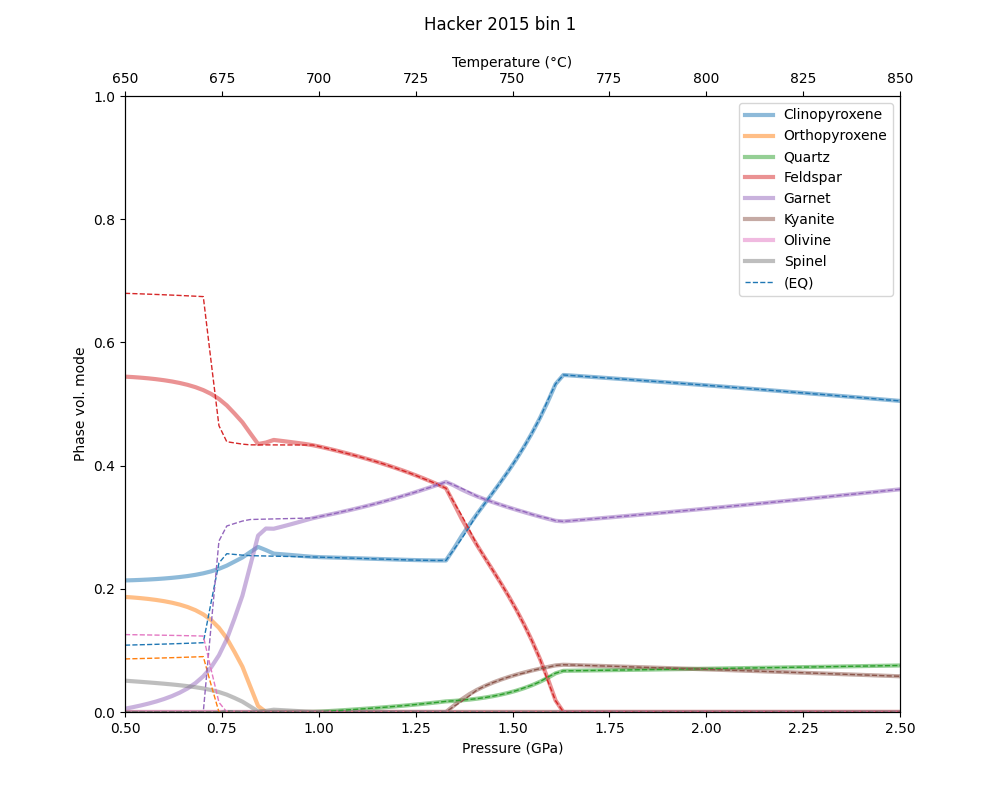 Hacker 2015 bin 1
Temperature (°C)
650 675 700 725 750 775 800 825 850
1.0
0.8
0.6
0.4
0.2
0.0
Phase vol. mode
Clinopyroxene
Orthopyroxene
Quartz
Feldspar
Garnet
Kyanite
Olivine
Spinel
(EQ)
0.50 0.75 1.00 1.25 1.50 1.75 2.00 2.25 2.50
Pressure (GPa)